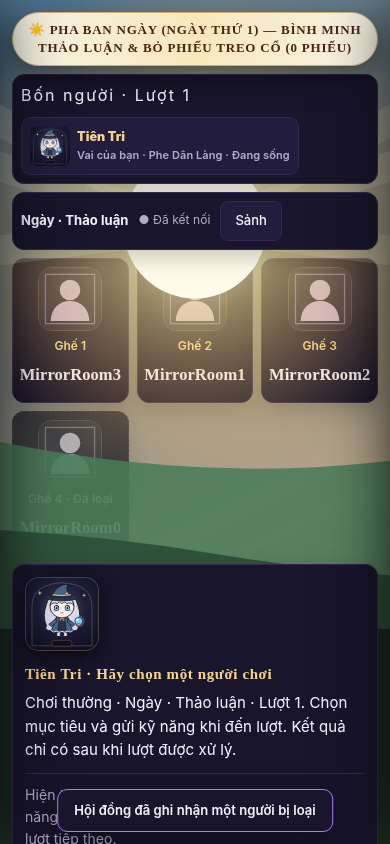 ☀️ PHA BAN NGÀY (NGÀY THỨ 1) — BÌNH MINH
THẢO LUẬN & BỎ PHIẾU TREO CỔ (0 PHIẾU)
Bốn người · Lượt 1
Tiên Tri
Vai của bạn · Phe Dân Làng · Đang sống
Ngày · Thảo luận
Đã kết nối
Sảnh
Ghế 1
MirrorRoom3
Ghế 2
MirrorRoom1
Ghế 3
MirrorRoom2
Ghế 4 · Đã loại
MirrorRoom0
Tiên Tri · Hãy chọn một người chơi
Chơi thường · Ngày · Thảo luận · Lượt 1. Chọn
mục tiêu và gửi kỹ năng khi đến lượt. Kết quả
chỉ có sau khi lượt được xử lý.
Hiện
năng
lượt tiếp theo.
Hội đồng đã ghi nhận một người bị loại